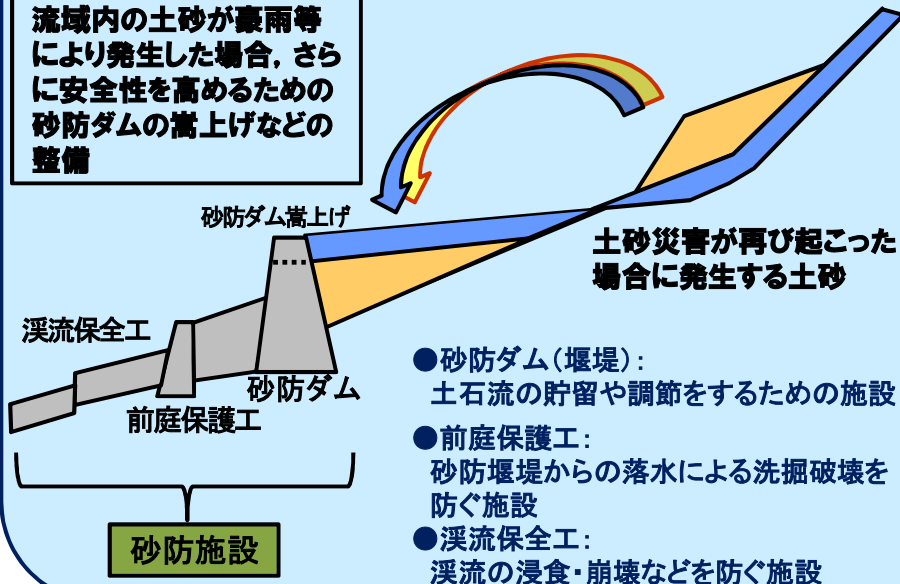 流域内の土砂が豪雨等
により発生した場合，さら
に安全性を高めるための
砂防ダムの嵩上げなどの
整備
砂防ダム嵩上げ
土砂災害が再び起こった
場合に発生する土砂
渓流保全工
砂防ダム
前庭保護工
砂防施設
●砂防ダム（堰堤）：
土石流の貯留や調節をするための施設
●前庭保護工：
砂防堰堤からの落水による洗掘破壊を
防ぐ施設
●渓流保全工：
渓流の浸食・崩壊などを防ぐ施設